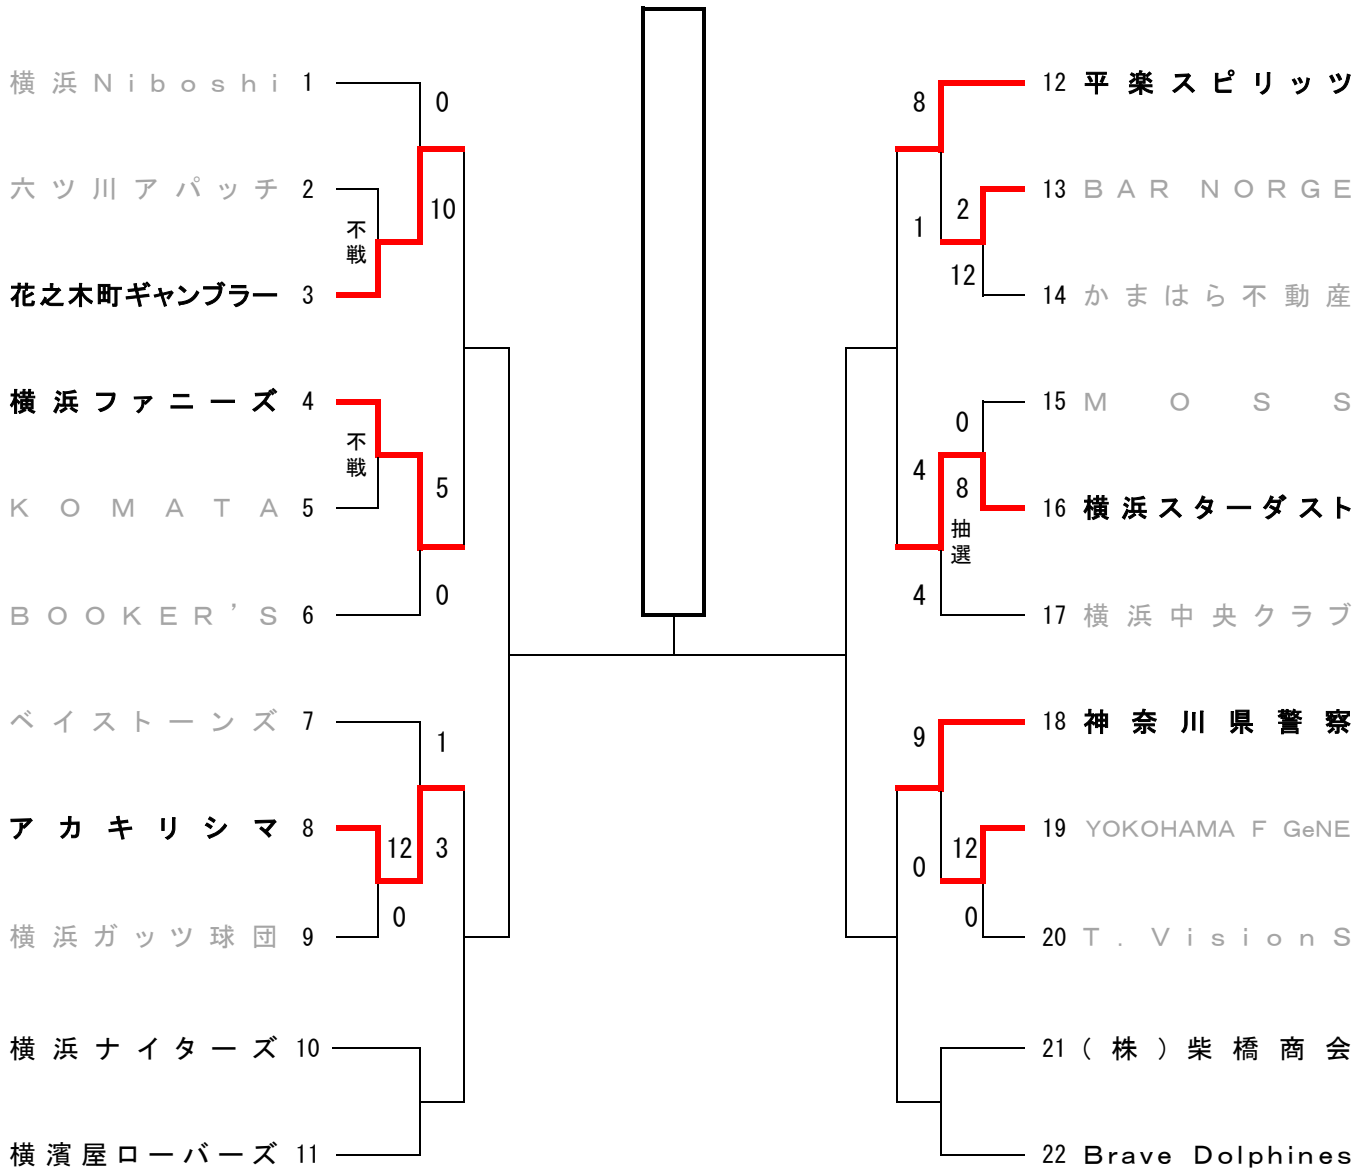 横浜Niboshi 1
0
六ツ川アパッチ 2
10
不戦
花之木町ギャンブラー 3
横浜ファニーズ 4
不戦
5
KOMATA 5
0
BOOKER'S 6
ベイストーンズ 7
1
アカキリシマ 8
12
3
0
横浜ガッツ球団 9
横浜ナイターズ 10
横濱屋ローバーズ 11
12 平楽スピリッツ
8
13 BAR NORGE
2
1
12
14 かまはら不動産
15 MOSS
0
4
8
16 横浜スターダスト
抽選
4
17 横浜中央クラブ
18 神奈川県警察
9
19 YOKOHAMA F GeNE
12
0
0
20 T.VisionS
21 (株)柴橋商会
22 Brave Dolphines